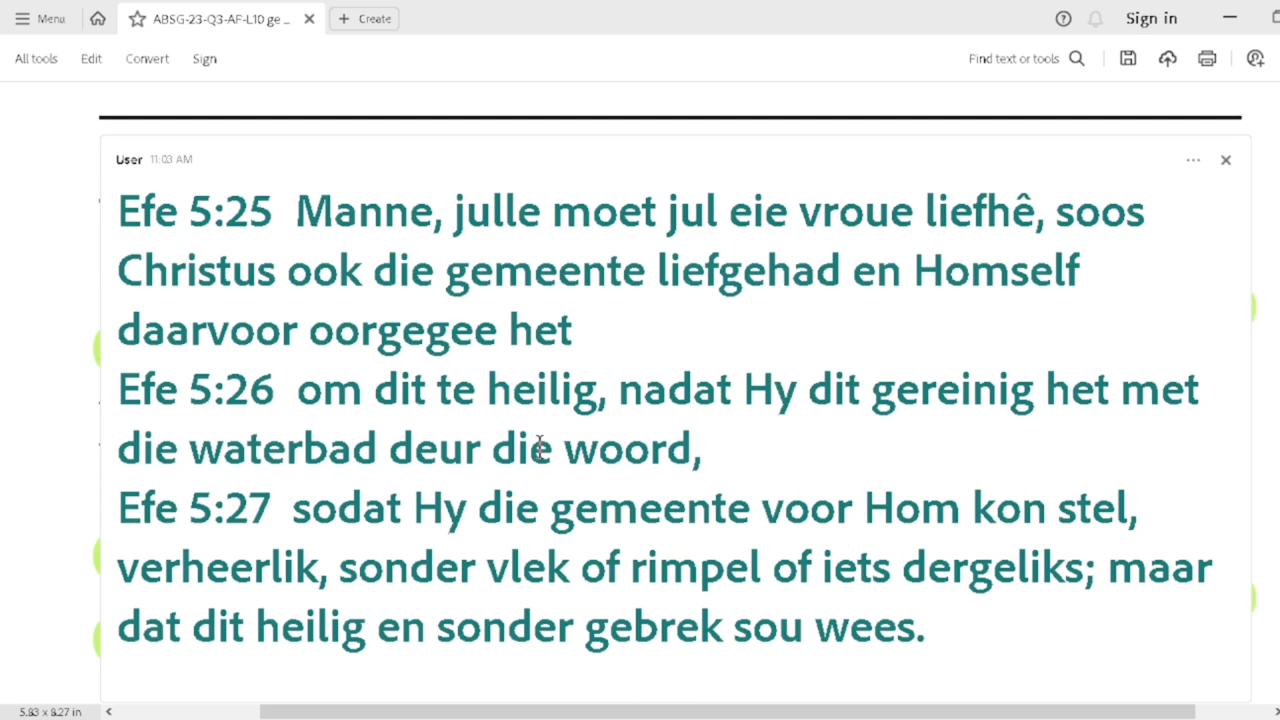 Menu
ABSG-23-Q3-AF-L10 ge ...
+ Create
Sign in
All tools
Edit
Convert
Sign
Find text or tools
User 11:03 AM
Efe 5:25 Manne, julle moet jul eie vroue liefhê, soos
Christus ook die gemeente liefgehad en Homself
daarvoor oorgegee het
Efe 5:26 om dit te heilig, nadat Hy dit gereinig het met
die waterbad deur die woord,
Efe 5:27 sodat Hy die gemeente voor Hom kon stel,
verheerlik, sonder vlek of rimpel of iets dergeliks; maar
dat dit heilig en sonder gebrek sou wees.
5.83 x 8.27 in